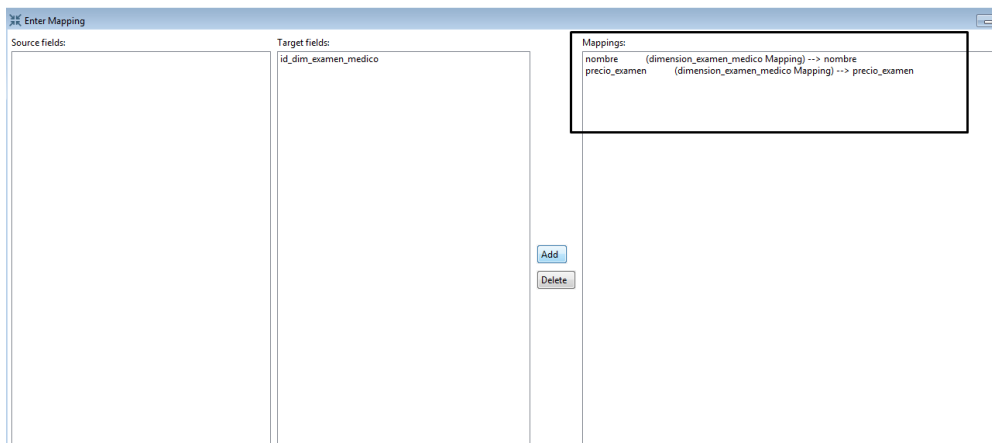 Enter Mapping
Source fields:
Target fields:
id_dim_examen_medico
Add
Delete
Mappings:
nombre (dimension_examen_medico Mapping) --> nombre
precio_examen (dimension_examen_medico Mapping) --> precio_examen